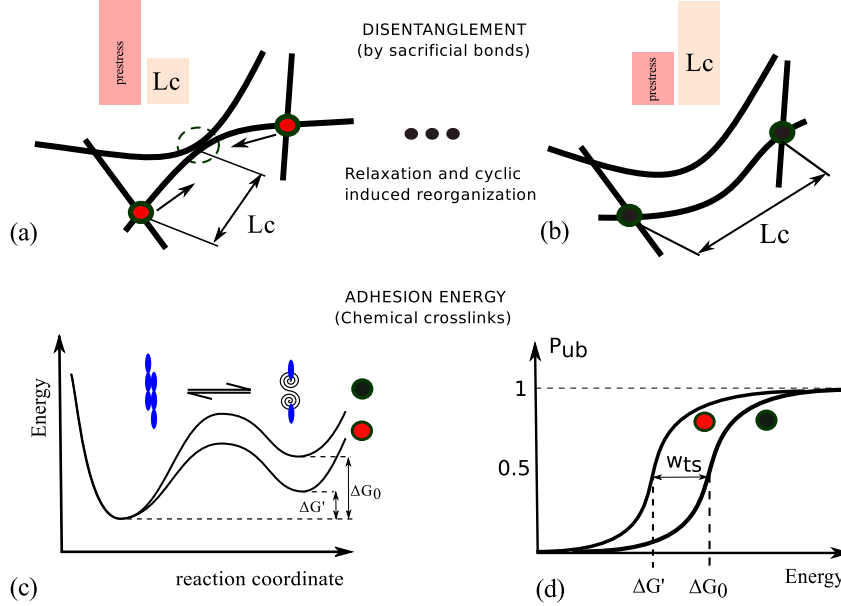 prestress
Lc
DISENTANGLEMENT
(by sacrificial bonds)
prestress
Lc
Relaxation and cyclic
induced reorganization
Lc
(a)
Lc
(b)
ADHESION ENERGY
(Chemical crosslinks)
Energy
ΔG'
ΔG0
reaction coordinate
(c)
Pub
1
0.5
wts
ΔG'
ΔG0
Energy
(d)